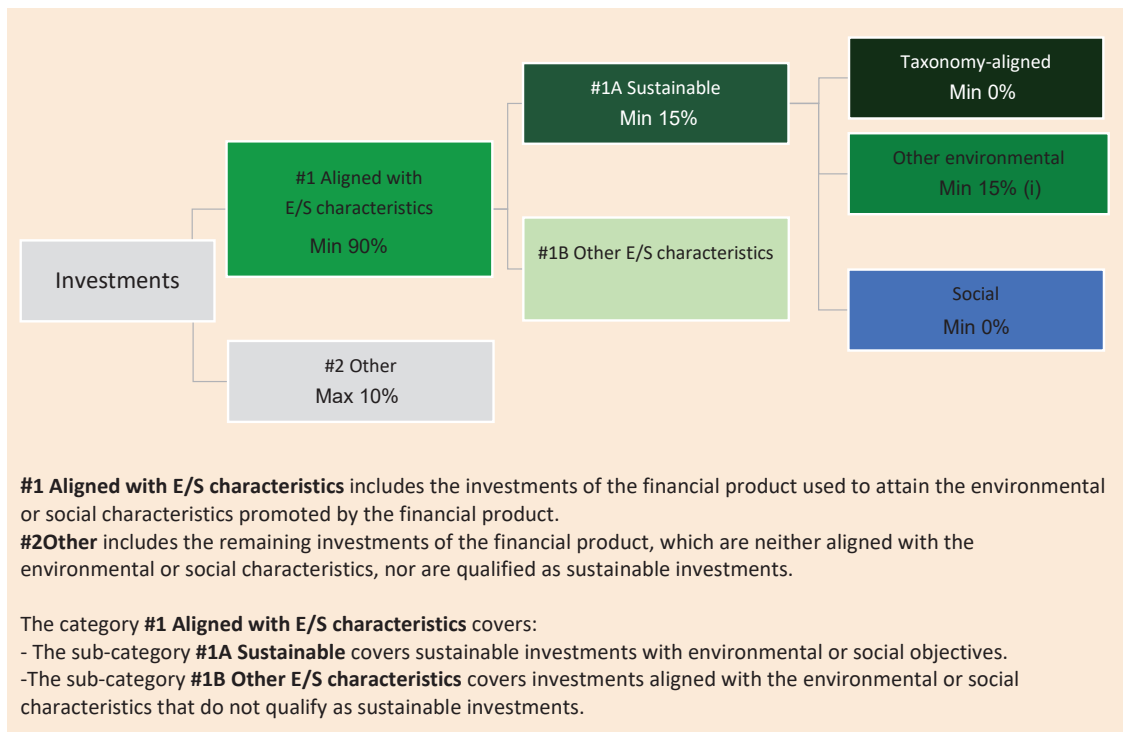 Investments
#1 Aligned with
E/S characteristics
Min 90%
#2 Other
Max 10%
#1A Sustainable
Min 15%
#1B Other E/S characteristics
Taxonomy-aligned
Min 0%
Other environmental
Min 15% (i)
Social
Min 0%
#1 Aligned with E/S characteristics includes the investments of the financial product used to attain the environmental
or social characteristics promoted by the financial product.
#2Other includes the remaining investments of the financial product, which are neither aligned with the
environmental or social characteristics, nor are qualified as sustainable investments.
The category #1 Aligned with E/S characteristics covers:
- The sub-category #1A Sustainable covers sustainable investments with environmental or social objectives.
-The sub-category #1B Other E/S characteristics covers investments aligned with the environmental or social
characteristics that do not qualify as sustainable investments.